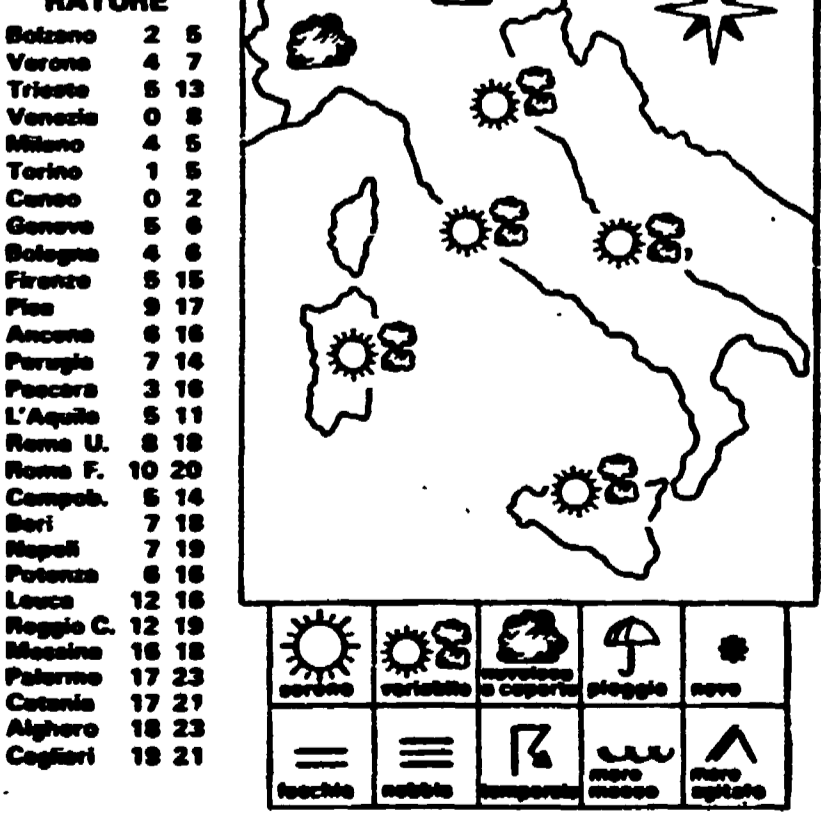 RATURE
Bolzano 2 5
Verona 4 7
Trieste 5 13
Venezia 0 8
Milano 4 5
Torino 1 5
Cuneo 0 2
Genova 5 6
Bologna 4 6
Firenze 5 15
Pisa 9 17
Ancona 6 16
Perugia 7 14
Pescara 3 16
L'Aquila 5 11
Roma U. 8 18
Roma F. 10 20
Campob. 5 14
Bari 7 18
Napoli 7 19
Potenza 6 15
Leuca 12 16
Reggio C. 12 19
Messina 16 18
Palermo 17 23
Catania 17 21
Alghero 18 23
Cagliari 19 21
sereno variabile nuvoloso o coperto pioggia neve
foschia nebbia temporale mare mosso mare agitato